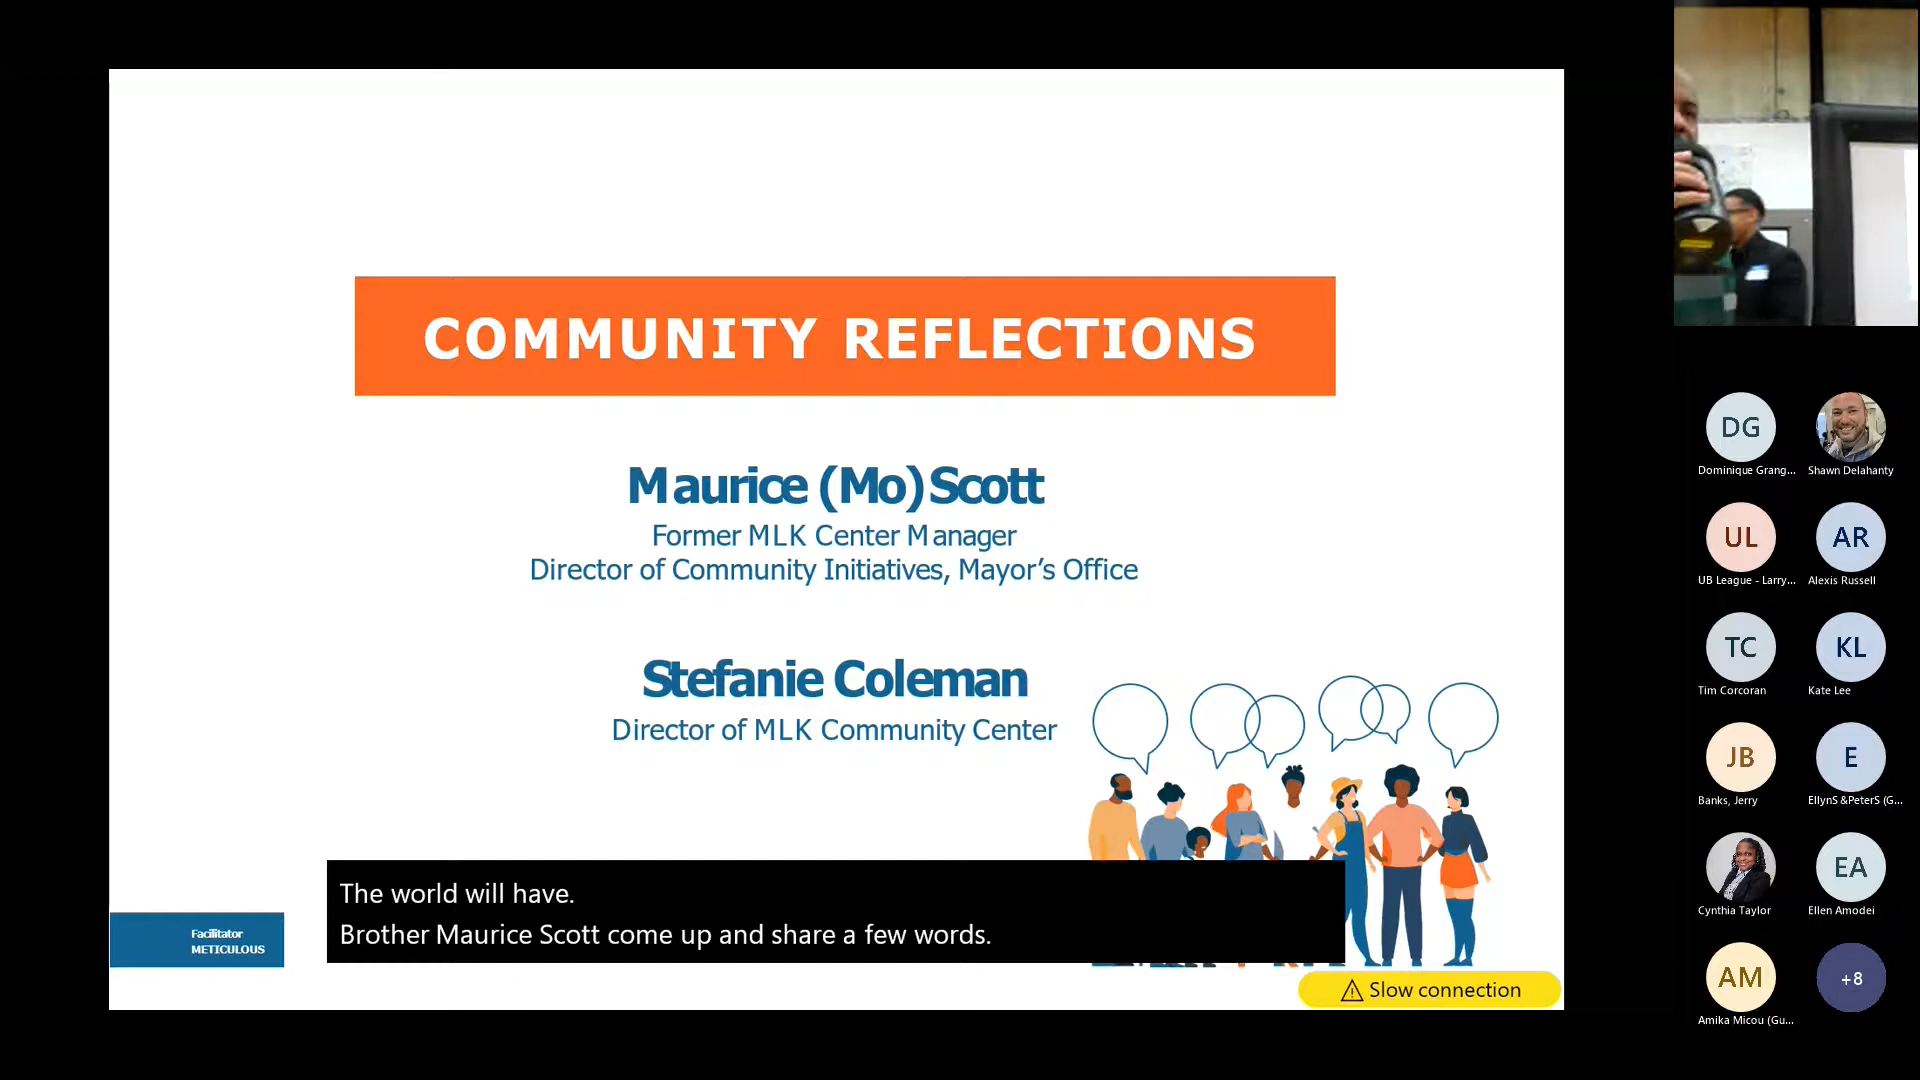 COMMUNITY REFLECTIONS
Maurice (Mo) Scott
Former MLK Center Manager
Director of Community Initiatives, Mayor's Office
Stefanie Coleman
Director of MLK Community Center
The world will have.
Brother Maurice Scott come up and share a few words.
Facilitator
METICULOUS
Slow connection
DG
Dominique Grang...
Shawn Delahanty
UL
UB League - Larry...
AR
Alexis Russell
TC
Tim Corcoran
KL
Kate Lee
JB
Banks, Jerry
E
EllynS &PeterS (G...
Cynthia Taylor
EA
Ellen Amodei
AM
Amika Micou (Gu...
+8